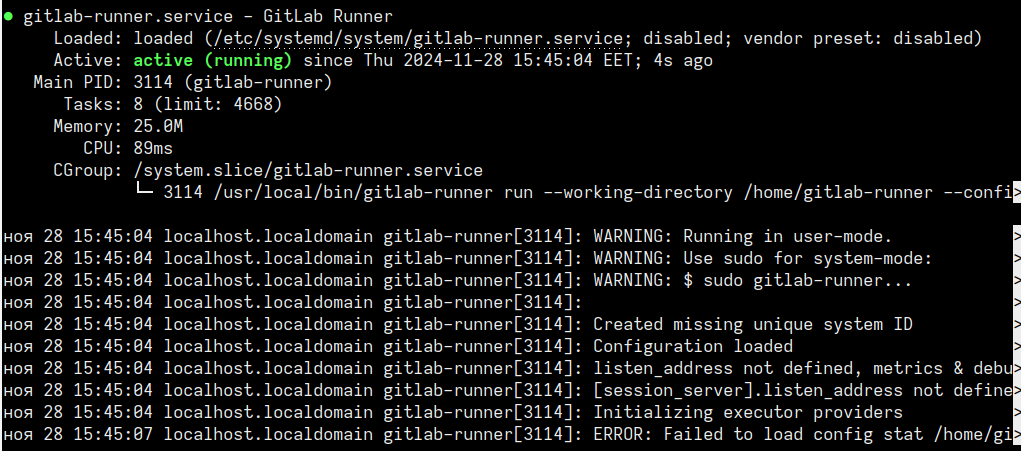 ● gitlab-runner.service - GitLab Runner
Loaded: loaded (/etc/systemd/system/gitlab-runner.service; disabled; vendor preset: disabled)
Active: active (running) since Thu 2024-11-28 15:45:04 EET; 4s ago
Main PID: 3114 (gitlab-runner)
Tasks: 8 (limit: 4668)
Memory: 25.0M
CPU: 89ms
CGroup: /system.slice/gitlab-runner.service
└─ 3114 /usr/local/bin/gitlab-runner run --working-directory /home/gitlab-runner --confi>
ноя 28 15:45:04 localhost.localdomain gitlab-runner[3114]: WARNING: Running in user-mode. >
ноя 28 15:45:04 localhost.localdomain gitlab-runner[3114]: WARNING: Use sudo for system-mode: >
ноя 28 15:45:04 localhost.localdomain gitlab-runner[3114]: WARNING: $ sudo gitlab-runner... >
ноя 28 15:45:04 localhost.localdomain gitlab-runner[3114]: >
ноя 28 15:45:04 localhost.localdomain gitlab-runner[3114]: Created missing unique system ID >
ноя 28 15:45:04 localhost.localdomain gitlab-runner[3114]: Configuration loaded >
ноя 28 15:45:04 localhost.localdomain gitlab-runner[3114]: listen_address not defined, metrics & debu>
ноя 28 15:45:04 localhost.localdomain gitlab-runner[3114]: [session_server].listen_address not define>
ноя 28 15:45:04 localhost.localdomain gitlab-runner[3114]: Initializing executor providers >
ноя 28 15:45:07 localhost.localdomain gitlab-runner[3114]: ERROR: Failed to load config stat /home/gi>